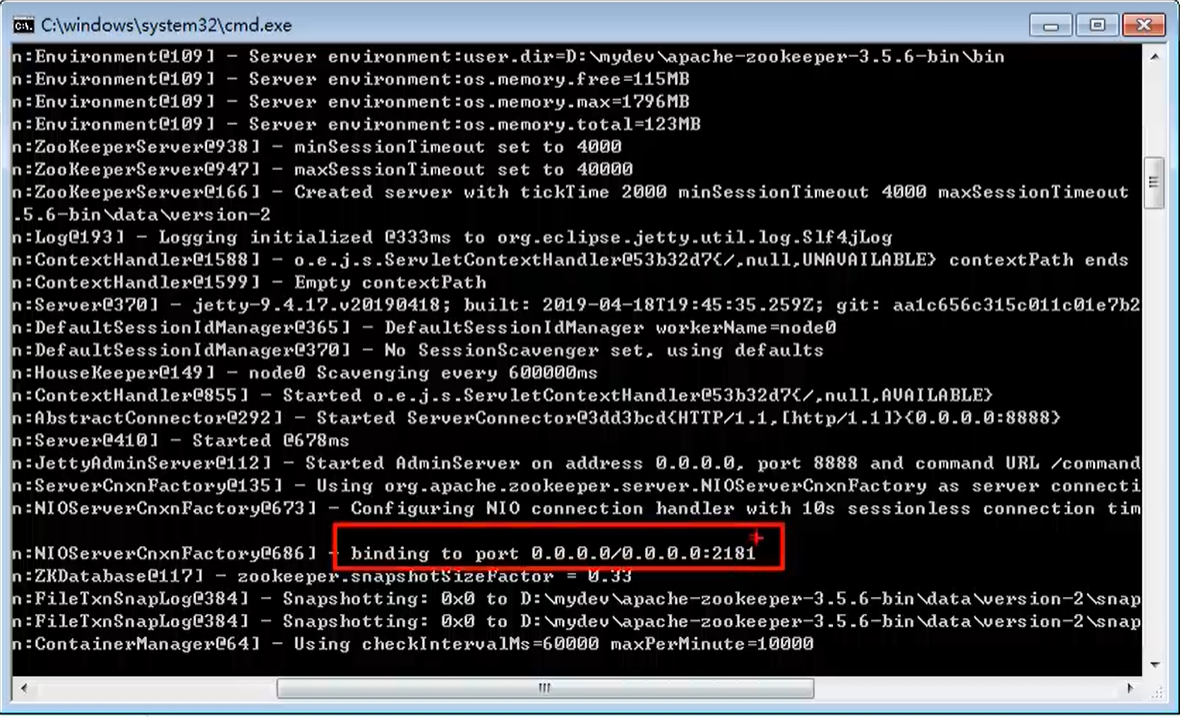 C:\windows\system32\cmd.exe
n:Environment@109] - Server environment:user.dir=D:\mydev\apache-zookeeper-3.5.6-bin\bin
n:Environment@109] - Server environment:os.memory.free=115MB
n:Environment@109] - Server environment:os.memory.max=1796MB
n:Environment@109] - Server environment:os.memory.total=123MB
n:ZooKeeperServer@938] - minSessionTimeout set to 4000
n:ZooKeeperServer@947] - maxSessionTimeout set to 40000
n:ZooKeeperServer@166] - Created server with tickTime 2000 minSessionTimeout 4000 maxSessionTimeout
.5.6-bin\data\version-2
n:Log@193] - Logging initialized @333ms to org.eclipse.jetty.util.log.Slf4jLog
n:ContextHandler@1588] - o.e.j.s.ServletContextHandler@53b32d7{/,null,UNAVAILABLE} contextPath ends
n:ContextHandler@1599] - Empty contextPath
n:Server@370] - jetty-9.4.17.v20190418; built: 2019-04-18T19:45:35.259Z; git: aa1c656c315c011c01e7b2
n:DefaultSessionIdManager@365] - DefaultSessionIdManager workerName=node0
n:DefaultSessionIdManager@370] - No SessionScavenger set, using defaults
n:HouseKeeper@149] - node0 Scavenging every 600000ms
n:ContextHandler@855] - Started o.e.j.s.ServletContextHandler@53b32d7{/,null,AVAILABLE}
n:AbstractConnector@292] - Started ServerConnector@3dd3bcd{HTTP/1.1,[http/1.1]}{0.0.0.0:8888}
n:Server@410] - Started @678ms
n:JettyAdminServer@112] - Started AdminServer on address 0.0.0.0, port 8888 and command URL /command
n:ServerCnxnFactory@135] - Using org.apache.zookeeper.server.NIOServerCnxnFactory as server connecti
n:NIOServerCnxnFactory@673] - Configuring NIO connection handler with 10s sessionless connection tim
n:NIOServerCnxnFactory@686] - binding to port 0.0.0.0/0.0.0.0:2181
n:ZKDatabase@117] - zookeeper.snapshotSizeFactor = 0.33
n:FileTxnSnapLog@384] - Snapshotting: 0x0 to D:\mydev\apache-zookeeper-3.5.6-bin\data\version-2\snap
n:FileTxnSnapLog@384] - Snapshotting: 0x0 to D:\mydev\apache-zookeeper-3.5.6-bin\data\version-2\snap
n:ContainerManager@64] - Using checkIntervalMs=60000 maxPerMinute=10000